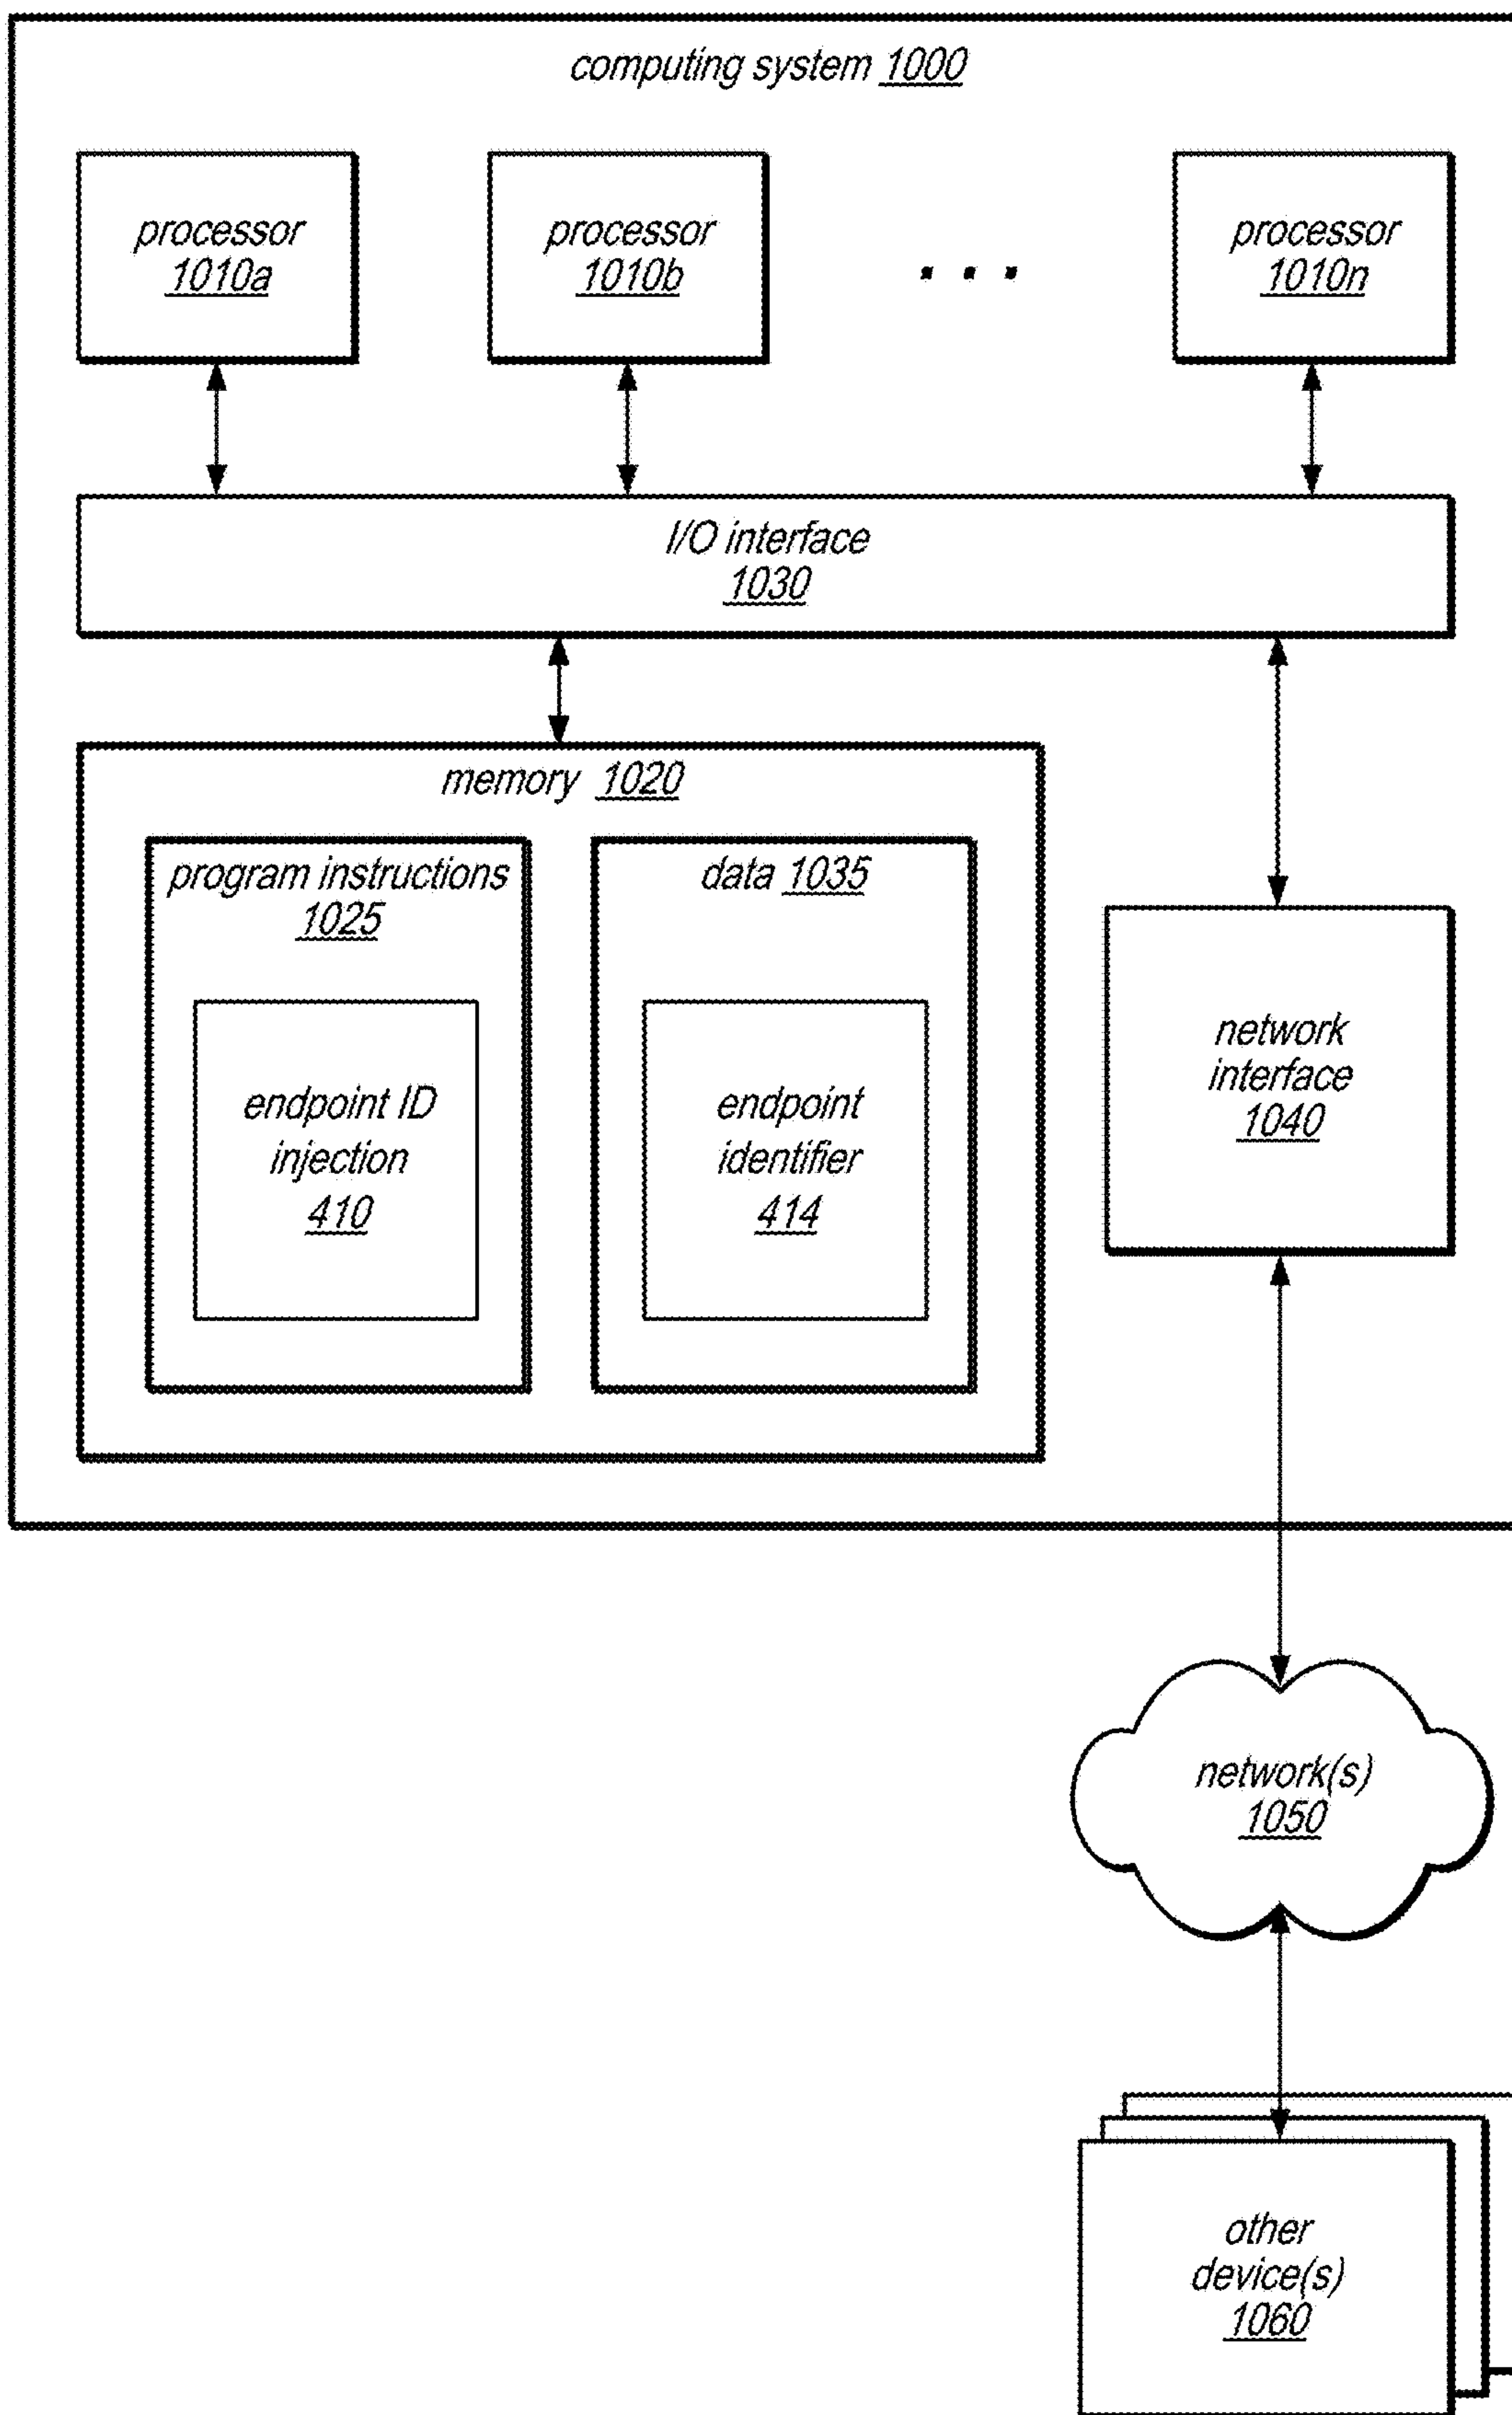 computing system 1000
processor
1010a
processor
1010b
. . .
processor
1010n
I/O interface
1030
memory 1020
program instructions
1025
data 1035
endpoint ID
injection
410
endpoint
identifier
414
network
interface
1040
network(s)
1050
other
device(s)
1060